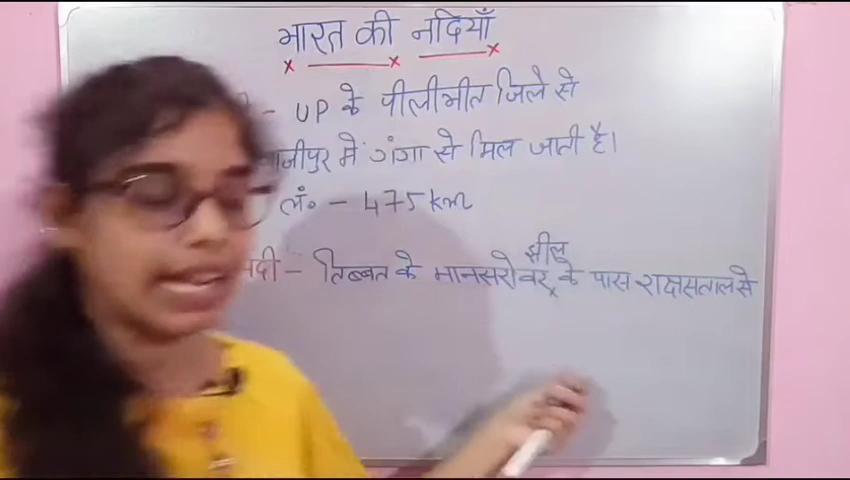 भारत की नदियाँ
- UP के पीलीभीत जिले से
में गंगा से मिल जाती है।
लं० - 475 km
झील
- तिब्बत के मानसरोवर के पास राक्षसताल से